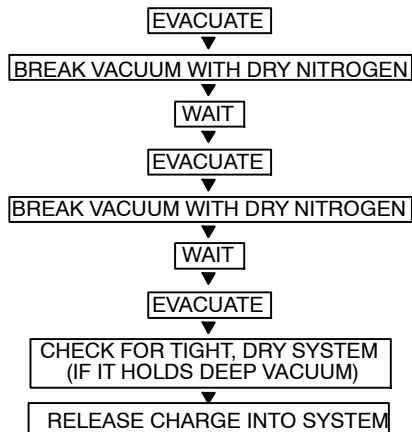 EVACUATE
BREAK VACUUM WITH DRY NITROGEN
WAIT
EVACUATE
BREAK VACUUM WITH DRY NITROGEN
WAIT
EVACUATE
CHECK FOR TIGHT, DRY SYSTEM
(IF IT HOLDS DEEP VACUUM)
RELEASE CHARGE INTO SYSTEM